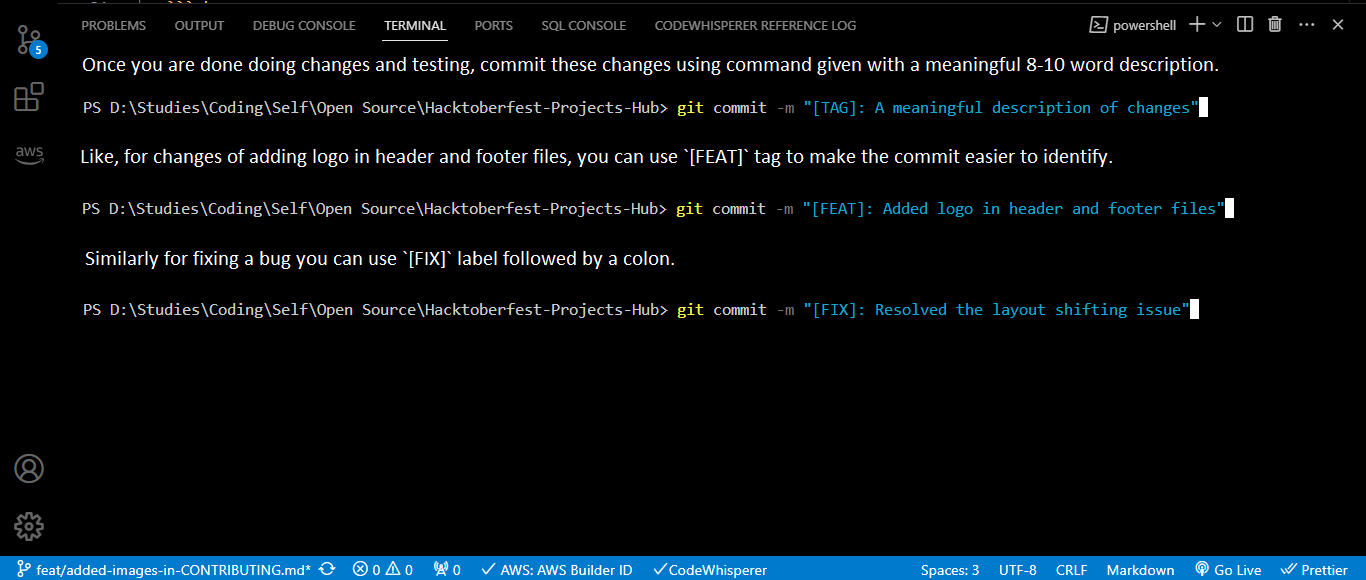 PROBLEMS OUTPUT DEBUG CONSOLE TERMINAL PORTS SQL CONSOLE CODEWHISPERER REFERENCE LOG powershell
5
Once you are done doing changes and testing, commit these changes using command given with a meaningful 8-10 word description.
PS D:\Studies\Coding\Self\Open Source\Hacktoberfest-Projects-Hub> git commit -m "[TAG]: A meaningful description of changes"
aws
Like, for changes of adding logo in header and footer files, you can use `[FEAT]` tag to make the commit easier to identify.
PS D:\Studies\Coding\Self\Open Source\Hacktoberfest-Projects-Hub> git commit -m "[FEAT]: Added logo in header and footer files"
Similarly for fixing a bug you can use `[FIX]` label followed by a colon.
PS D:\Studies\Coding\Self\Open Source\Hacktoberfest-Projects-Hub> git commit -m "[FIX]: Resolved the layout shifting issue"
feat/added-images-in-CONTRIBUTING.md* 0 0 0 AWS: AWS Builder ID CodeWhisperer Spaces: 3 UTF-8 CRLF Markdown Go Live Prettier